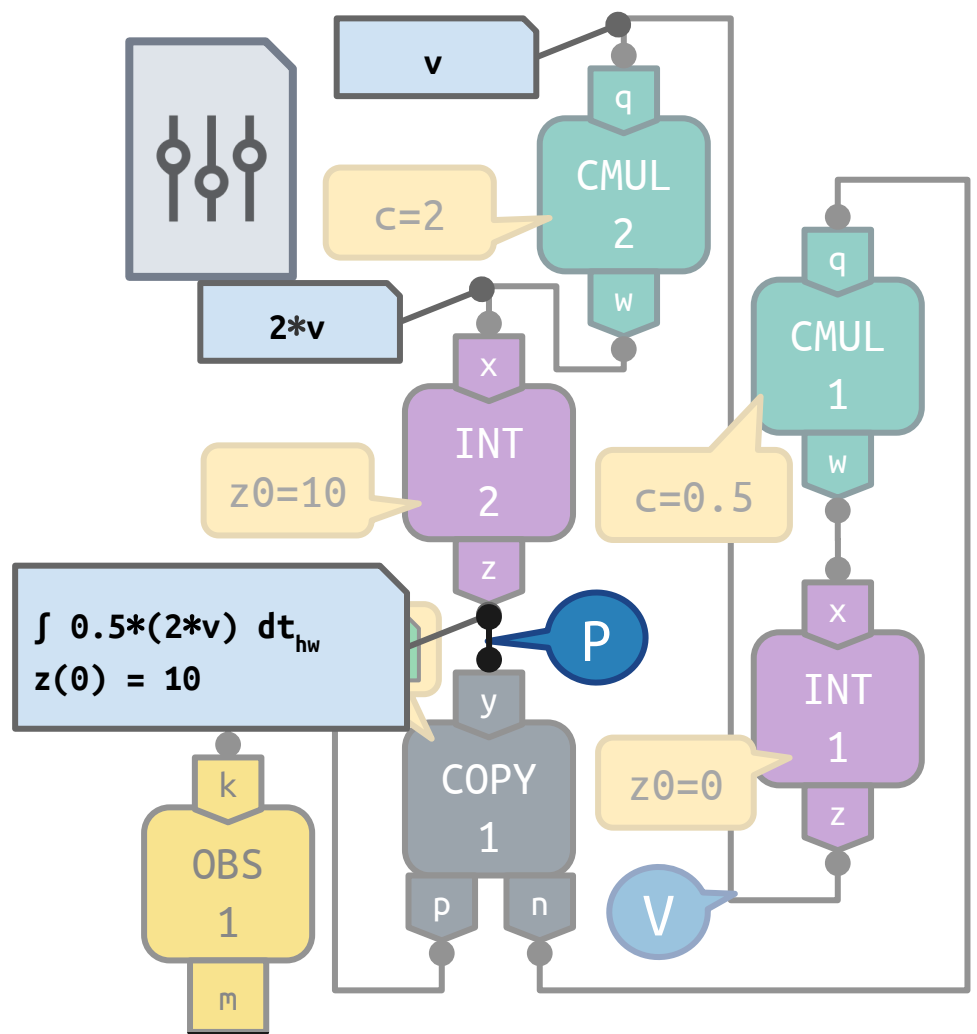 v
q
CMUL
2
c=2
w
2*v
x
INT
2
z0=10
z
q
CMUL
1
w
c=0.5
∫ 0.5*(2*v) dt_hw
z(0) = 10
P
y
COPY
1
p
n
x
INT
1
z0=0
z
V
k
OBS
1
m